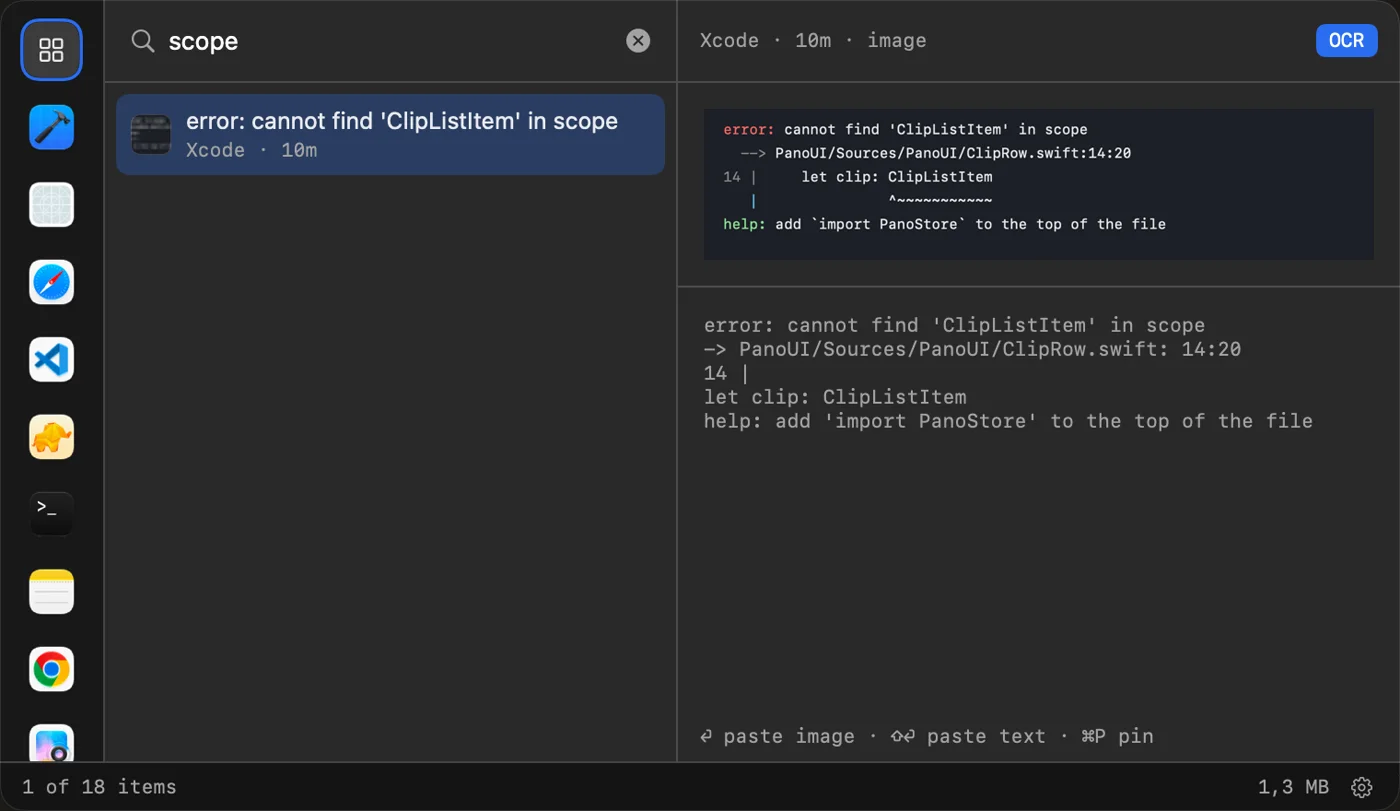 scope
Xcode · 10m · image
OCR
error: cannot find 'ClipListItem' in scope
Xcode · 10m
error: cannot find 'ClipListItem' in scope
--> PanoUI/Sources/PanoUI/ClipRow.swift:14:20
14 | let clip: ClipListItem
| ^~~~~~~~~~~~
help: add `import PanoStore` to the top of the file
error: cannot find 'ClipListItem' in scope
—> PanoUI/Sources/PanoUI/ClipRow.swift: 14:20
14 |
let clip: ClipListItem
help: add 'import PanoStore' to the top of the file
>_
⏎ paste image · ⇧⏎ paste text · ⌘P pin
1 of 18 items
1,3 MB